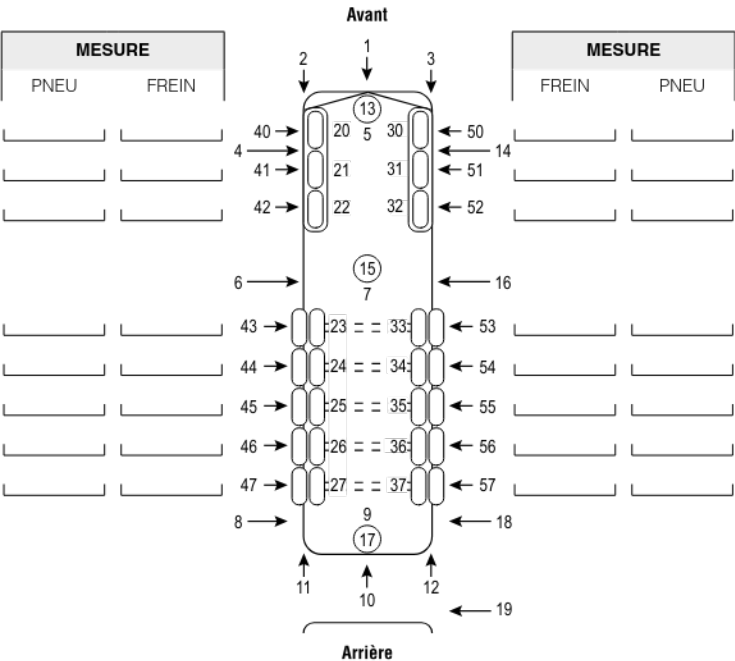 Avant
MESURE
MESURE
PNEU FREIN
FREIN PNEU
1
2 3
13
40 20 5 30 50
4 14
41 21 31 51
42 22 32 52
15
6 16
7
43 23 33 53
44 24 34 54
45 25 35 55
46 26 36 56
47 27 37 57
9
8 18
17
11 12
10
19
Arrière